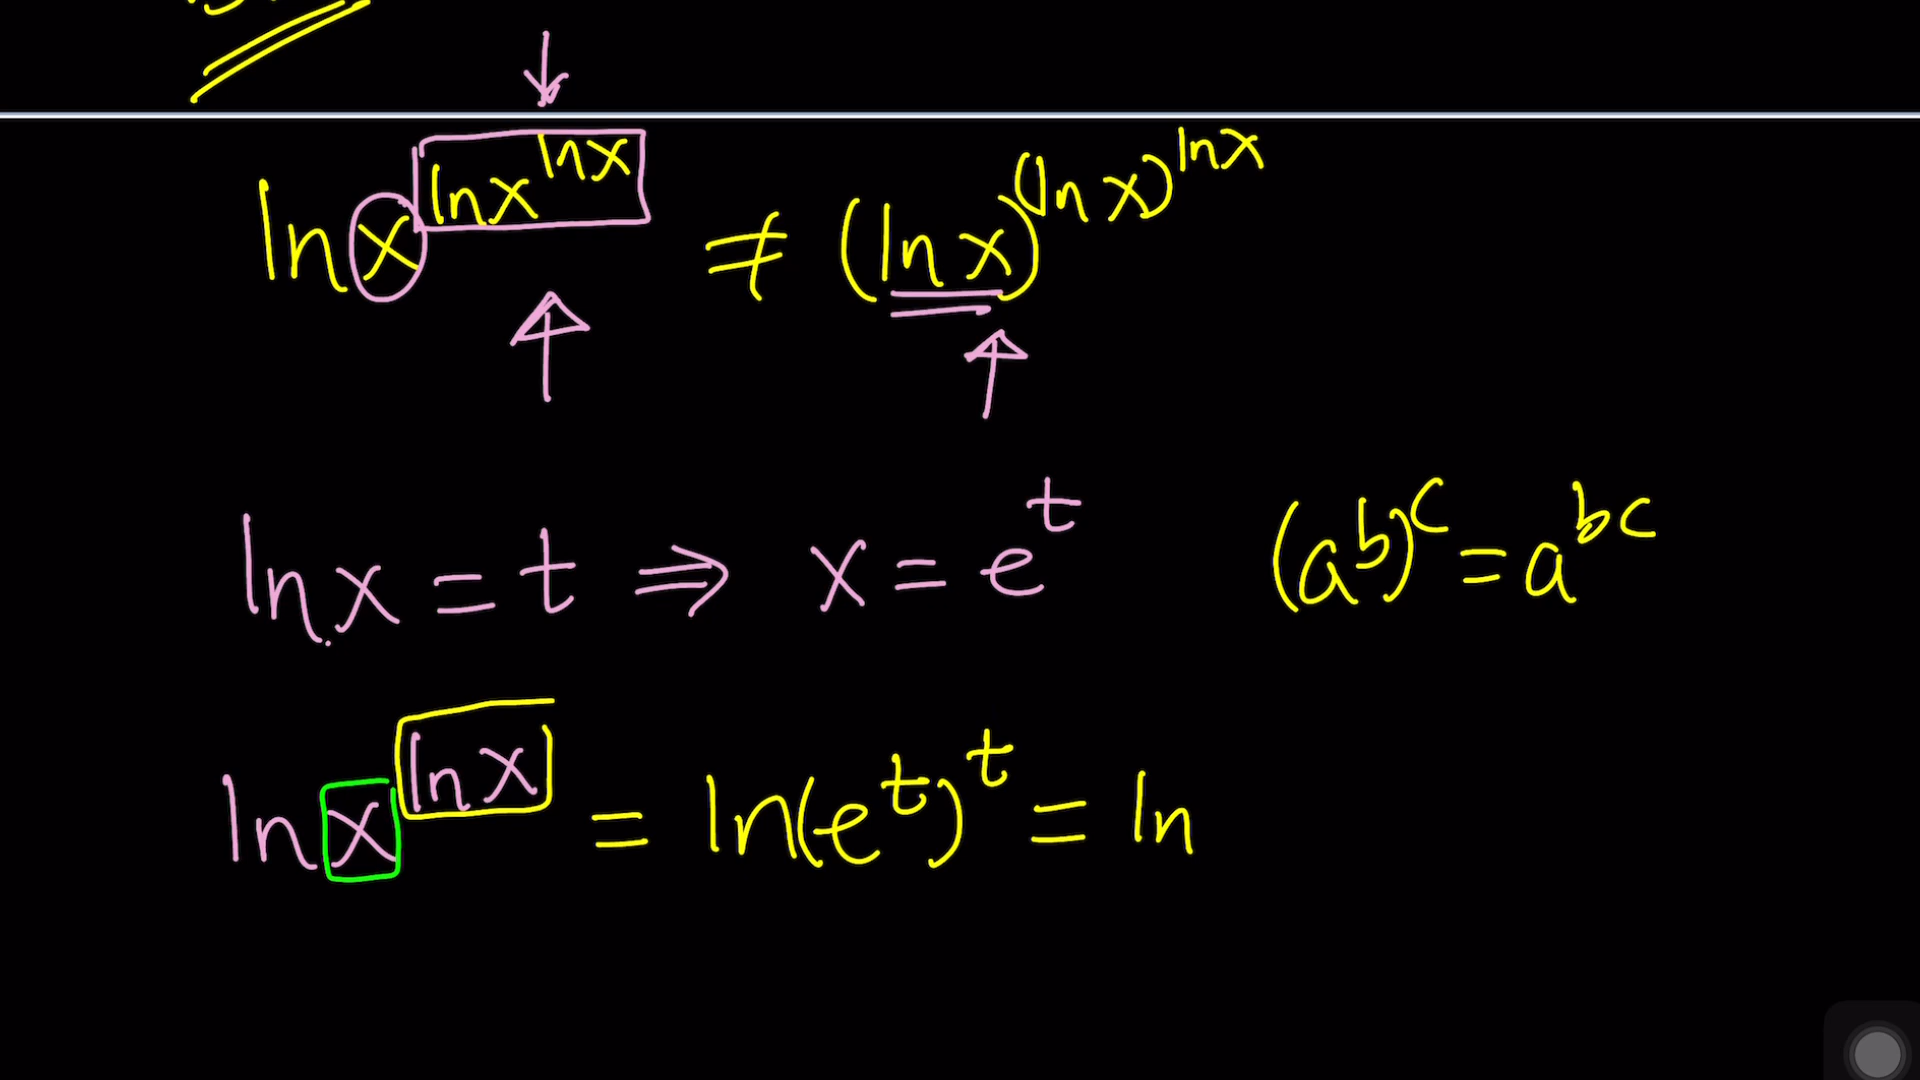 ln x^(ln x^(ln x)) ≠ (ln x)^((ln x)^(ln x))
ln x = t ⇒ x = e^t (a^b)^c = a^(bc)
ln x^(ln x) = ln(e^t)^t = ln